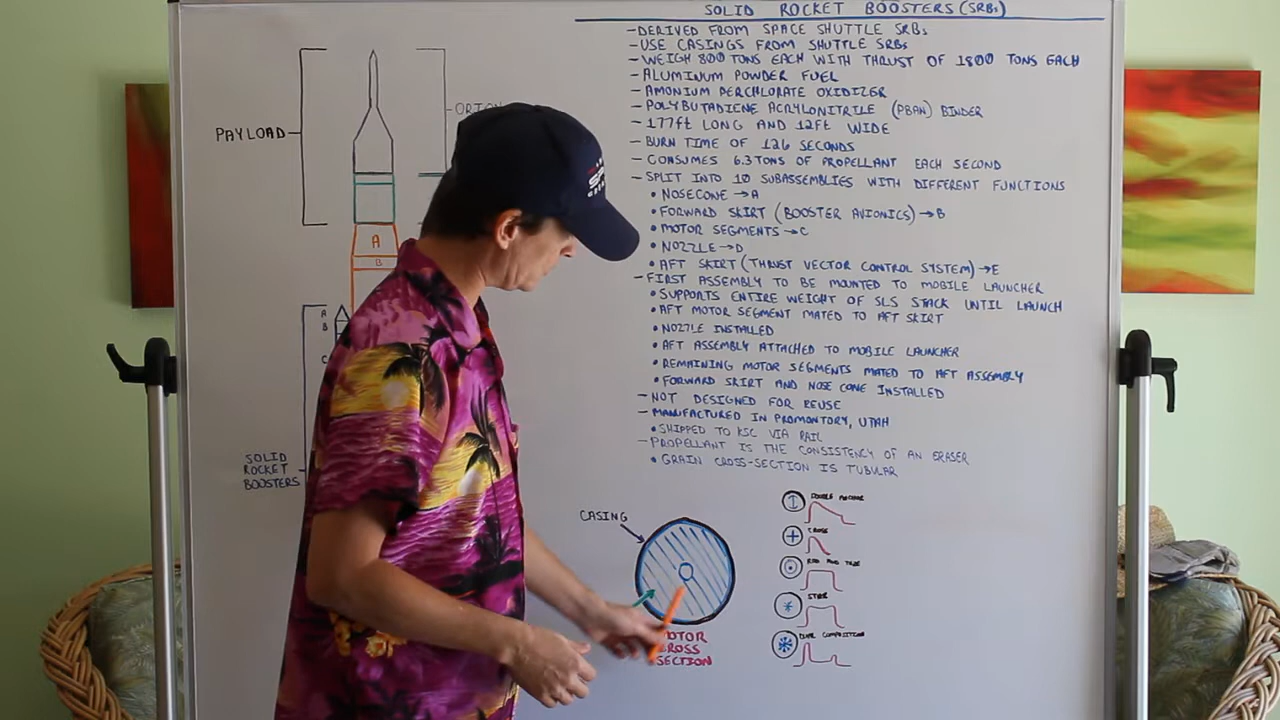 SOLID ROCKET BOOSTERS (SRBs)
-DERIVED FROM SPACE SHUTTLE SRBs
-USE CASINGS FROM SHUTTLE SRBs
-WEIGH 800 TONS EACH WITH THRUST OF 1800 TONS EACH
-ALUMINUM POWDER FUEL
-AMONIUM PERCHLORATE OXIDIZER
-POLYBUTADIENE ACRYLONITRILE (PBAN) BINDER
- 177ft LONG AND 12ft WIDE
- BURN TIME OF 126 SECONDS
- CONSUMES 6.3 TONS OF PROPELLANT EACH SECOND
- SPLIT INTO 10 SUBASSEMBLIES WITH DIFFERENT FUNCTIONS
• NOSECONE →A
• FORWARD SKIRT (BOOSTER AVIONICS) →B
• MOTOR SEGMENTS →C
• NOZZLE →D
• AFT SKIRT (THRUST VECTOR CONTROL SYSTEM) →E
- FIRST ASSEMBLY TO BE MOUNTED TO MOBILE LAUNCHER
• SUPPORTS ENTIRE WEIGHT OF SLS STACK UNTIL LAUNCH
• AFT MOTOR SEGMENT MATED TO AFT SKIRT
• NOZZLE INSTALLED
• AFT ASSEMBLY ATTACHED TO MOBILE LAUNCHER
• REMAINING MOTOR SEGMENTS MATED TO AFT ASSEMBLY
• FORWARD SKIRT AND NOSE CONE INSTALLED
- NOT DESIGNED FOR REUSE
- MANUFACTURED IN PROMONTORY, UTAH
• SHIPPED TO KSC VIA RAIL
- PROPELLANT IS THE CONSISTENCY OF AN ERASER
• GRAIN CROSS-SECTION IS TUBULAR
PAYLOAD
ORION
A
B
A
B
C
SOLID
ROCKET
BOOSTERS
CASING
MOTOR
CROSS
SECTION
DOUBLE ANCHOR
CROSS
ROD AND TUBE
STAR
DUAL COMPOSITION